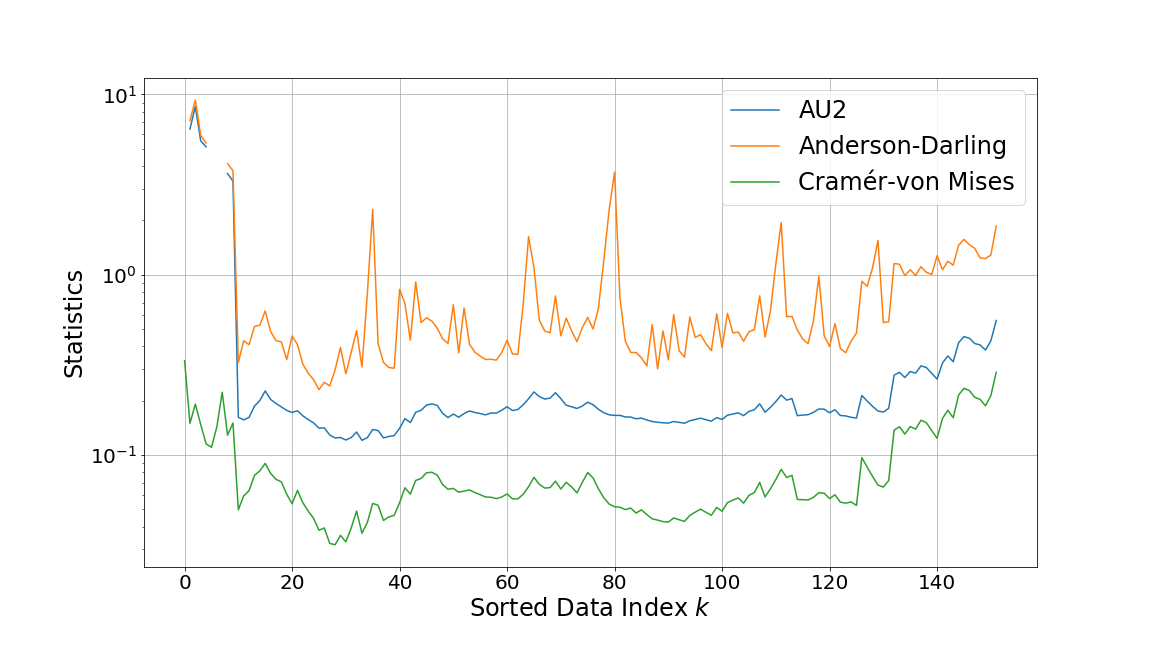 AU2
Anderson-Darling
Cramér-von Mises
10¹
10⁰
10⁻¹
Statistics
0 20 40 60 80 100 120 140
Sorted Data Index k